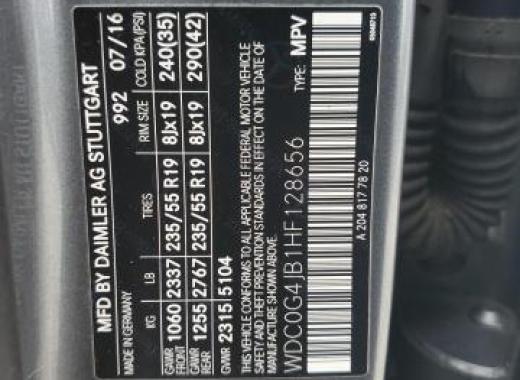 MFD BY DAIMLER AG STUTTGART
MADE IN GERMANY 992 07/16
KG LB TIRES RIM SIZE COLD KPA(PSI)
GAWR FRONT 1060 2337 235/55 R19 8Jx19 240(35)
GAWR REAR 1255 2767 235/55 R19 8Jx19 290(42)
GVWR 2315 5104
THIS VEHICLE CONFORMS TO ALL APPLICABLE FEDERAL MOTOR VEHICLE
SAFETY AND THEFT PREVENTION STANDARDS IN EFFECT ON THE DATE OF
MANUFACTURE SHOWN ABOVE.
WDC0G4JB1HF128656 TYPE: MPV
A 204 817 78 20